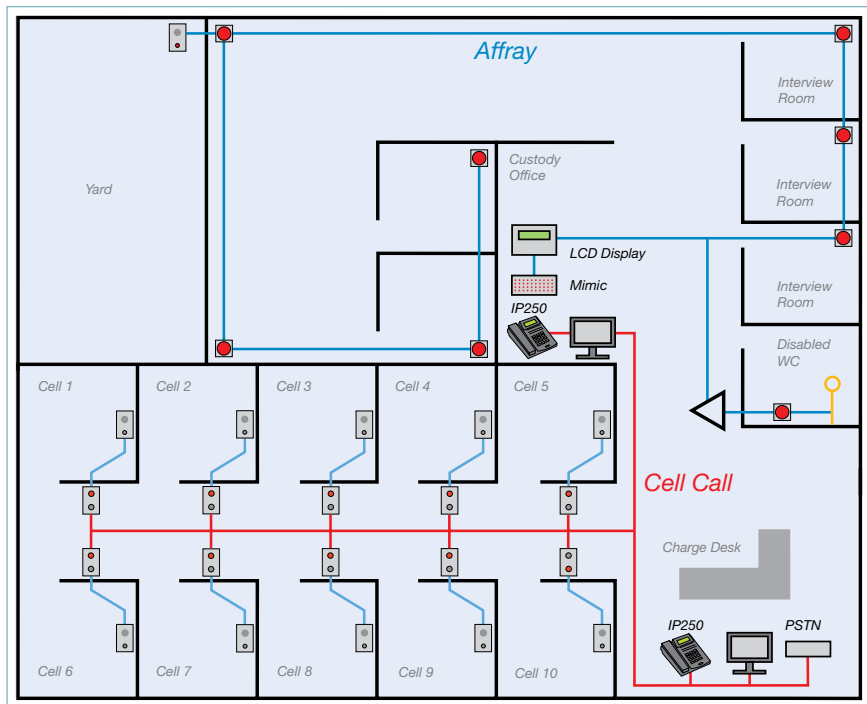 Affray
Interview
Room
Custody
Office
Yard
Interview
Room
LCD Display
Mimic
Interview
Room
IP250
Disabled
WC
Cell 1
Cell 2
Cell 3
Cell 4
Cell 5
Cell Call
Charge Desk
IP250
PSTN
Cell 6
Cell 7
Cell 8
Cell 9
Cell 10